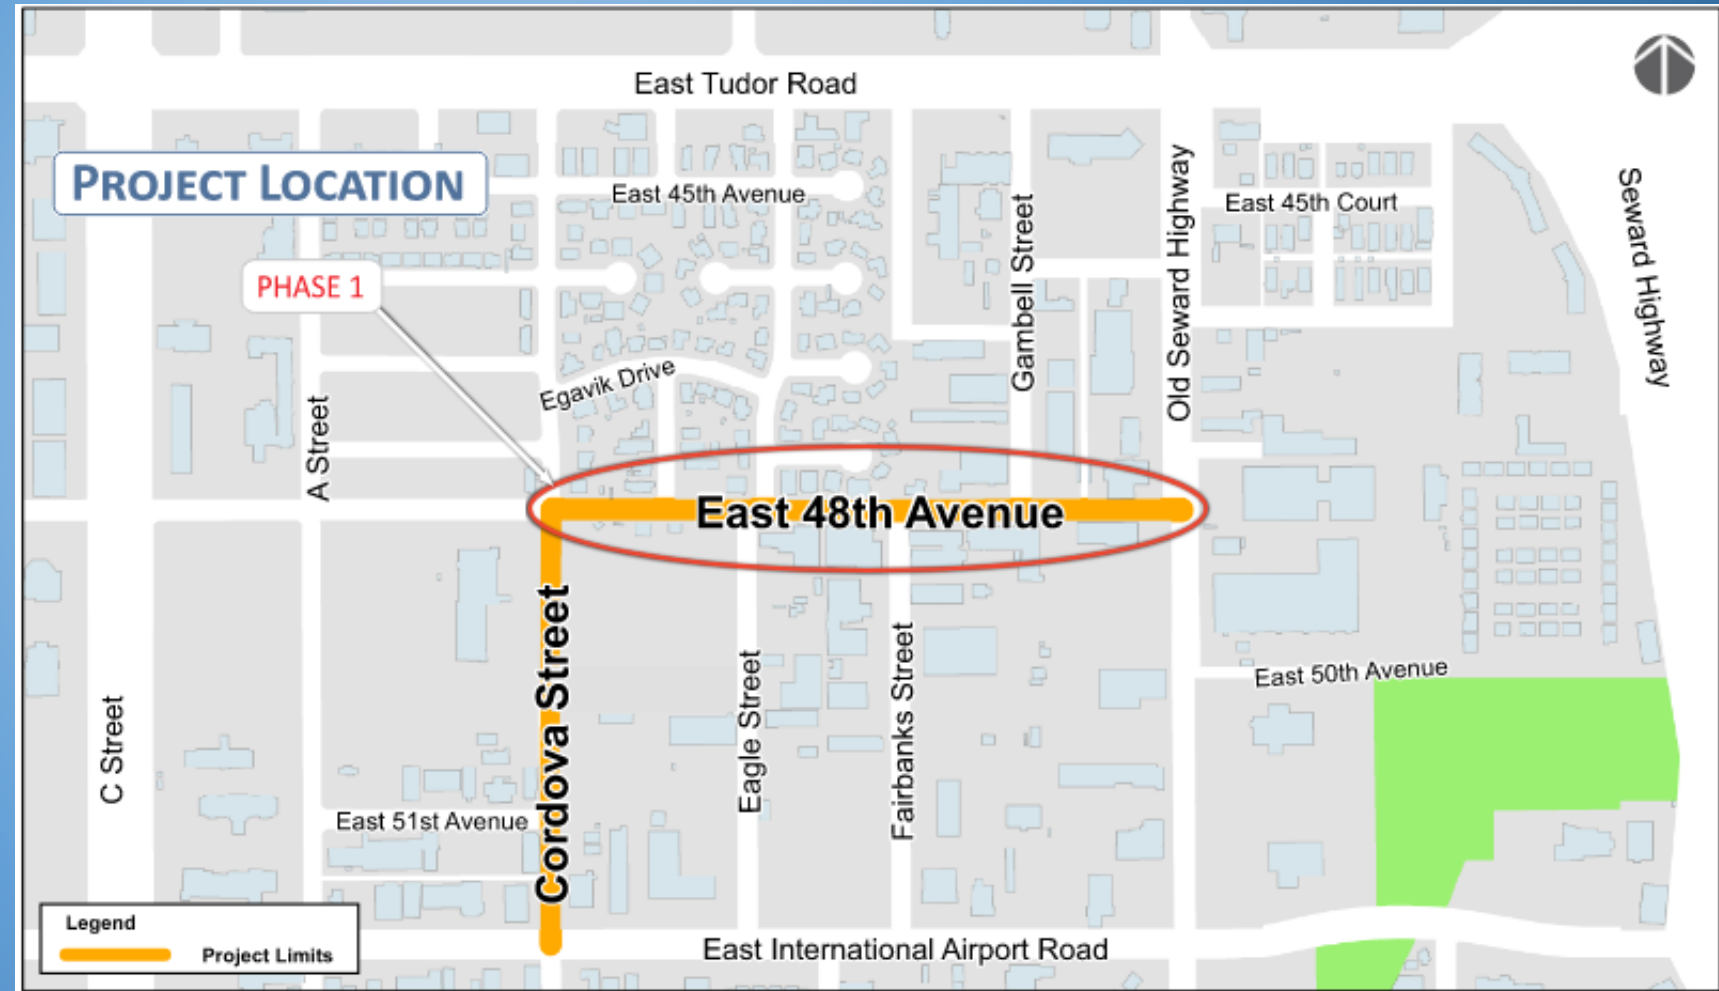 East Tudor Road
PROJECT LOCATION
East 45th Avenue
East 45th Court
Seward Highway
Old Seward Highway
Gambell Street
PHASE 1
Egavik Drive
A Street
East 48th Avenue
Cordova Street
Eagle Street
Fairbanks Street
East 50th Avenue
C Street
East 51st Avenue
Legend
Project Limits
East International Airport Road